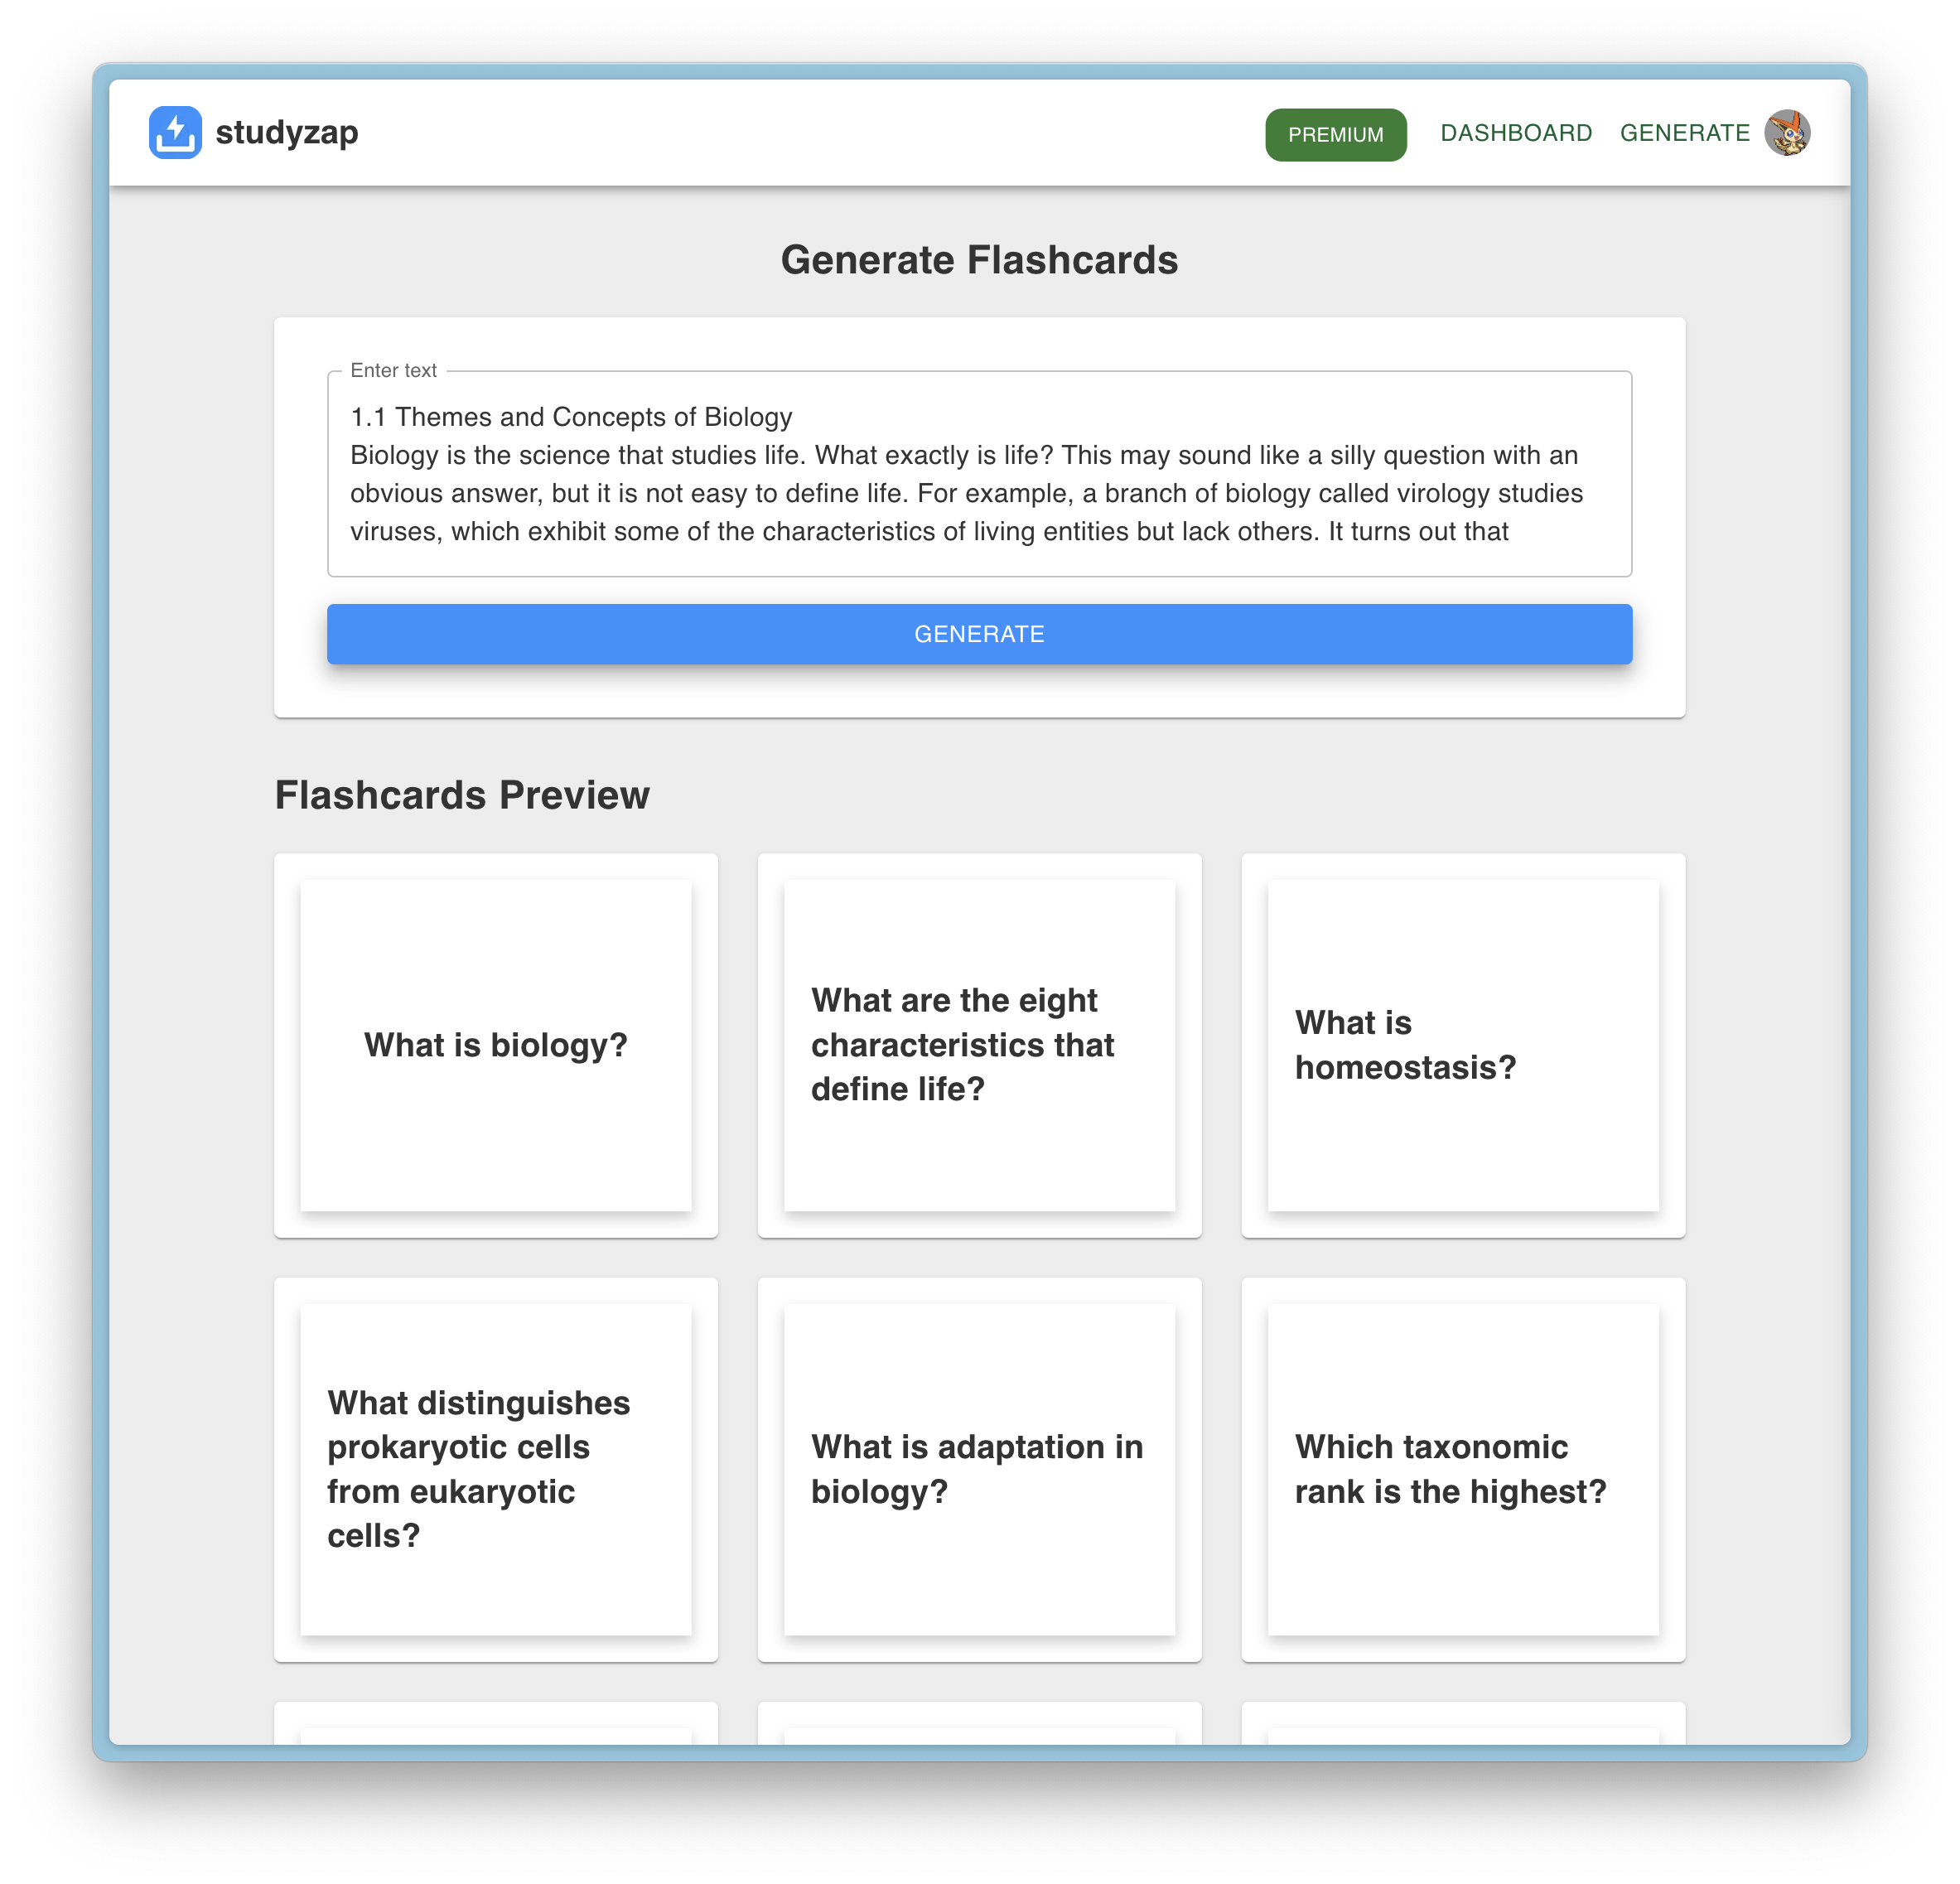 studyzap
PREMIUM
DASHBOARD
GENERATE
Generate Flashcards
Enter text
1.1 Themes and Concepts of Biology
Biology is the science that studies life. What exactly is life? This may sound like a silly question with an
obvious answer, but it is not easy to define life. For example, a branch of biology called virology studies
viruses, which exhibit some of the characteristics of living entities but lack others. It turns out that
GENERATE
Flashcards Preview
What is biology?
What are the eight
characteristics that
define life?
What is
homeostasis?
What distinguishes
prokaryotic cells
from eukaryotic
cells?
What is adaptation in
biology?
Which taxonomic
rank is the highest?